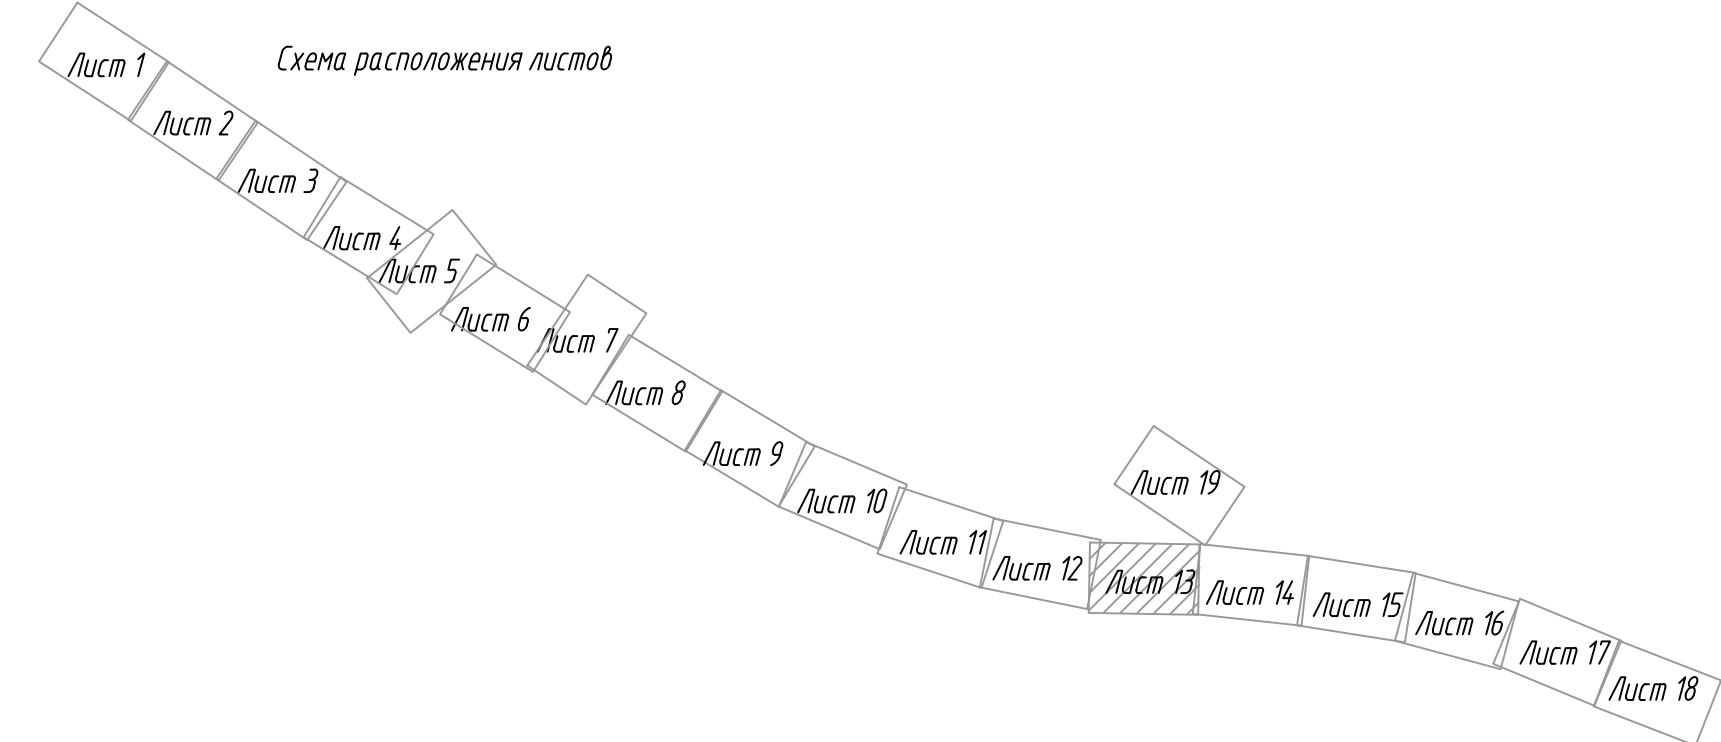 Схема расположения листов
Лист 1
Лист 2
Лист 3
Лист 4
Лист 5
Лист 6
Лист 7
Лист 8
Лист 9
Лист 10
Лист 11
Лист 12
Лист 13
Лист 14
Лист 15
Лист 16
Лист 17
Лист 18
Лист 19